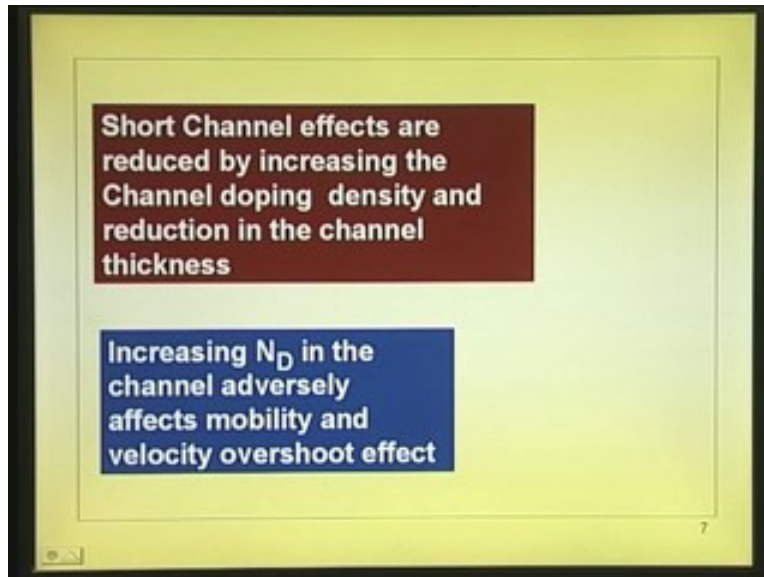 Short Channel effects are
reduced by increasing the
Channel doping density and
reduction in the channel
thickness
Increasing N_D in the
channel adversely
affects mobility and
velocity overshoot effect
7